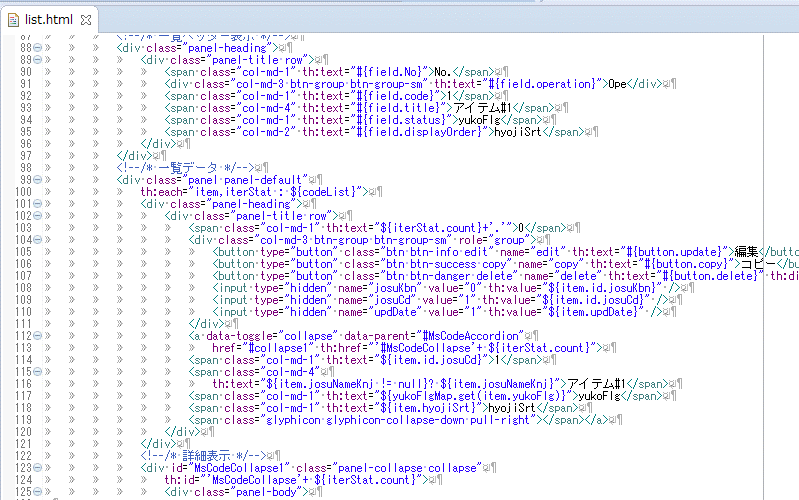 list.html
87 <!--/* 一覧ヘッダー表示 */-->
88 <div class="panel-heading">
89 <div class="panel-title row">
90 <span class="col-md-1" th:text="#{field.No}">No.</span>
91 <div class="col-md-3 btn-group btn-group-sm" th:text="#{field.operation}">Ope</div>
92 <span class="col-md-1" th:text="#{field.code}">1</span>
93 <span class="col-md-4" th:text="#{field.title}">アイテム#1</span>
94 <span class="col-md-1" th:text="#{field.status}">yukoFlg</span>
95 <span class="col-md-2" th:text="#{field.displayOrder}">hyojiSrt</span>
96 </div>
97 </div>
98 <!--/* 一覧データ */-->
99 <div class="panel panel-default"
100 th:each="item,iterStat : ${codeList}">
101 <div class="panel-heading">
102 <div class="panel-title row">
103 <span class="col-md-1" th:text="${iterStat.count}+'.'">0</span>
104 <div class="col-md-3 btn-group btn-group-sm" role="group">
105 <button type="button" class="btn btn-info edit" name="edit" th:text="#{button.update}">編集</butto
106 <button type="button" class="btn btn-success copy" name="copy" th:text="#{button.copy}">コピー</bu
107 <button type="button" class="btn btn-danger delete" name="delete" th:text="#{button.delete}" th:di
108 <input type="hidden" name="josuKbn" value="0" th:value="${item.id.josuKbn}" />
109 <input type="hidden" name="josuCd" value="1" th:value="${item.id.josuCd}" />
110 <input type="hidden" name="updDate" value="1" th:value="${item.updDate}" />
111 </div>
112 <a data-toggle="collapse" data-parent="#MsCodeAccordion"
113 href="#collapse1" th:href="'#MsCodeCollapse'+ ${iterStat.count}">
114 <span class="col-md-1" th:text="${item.id.josuCd}">1</span>
115 <span class="col-md-4"
116 th:text="${item.josuNameKnj != null}? ${item.josuNameKnj}">アイテム#1</span>
117 <span class="col-md-1" th:text="${yukoFlgMap.get(item.yukoFlg)}">yukoFlg</span>
118 <span class="col-md-1" th:text="${item.hyojiSrt}">hyojiSrt</span>
119 <span class="glyphicon glyphicon-collapse-down pull-right"></span></a>
120 </div>
121 </div>
122 <!--/* 詳細表示 */-->
123 <div id="MsCodeCollapse1" class="panel-collapse collapse"
124 th:id="'MsCodeCollapse'+ ${iterStat.count}">
125 <div class="panel-body">